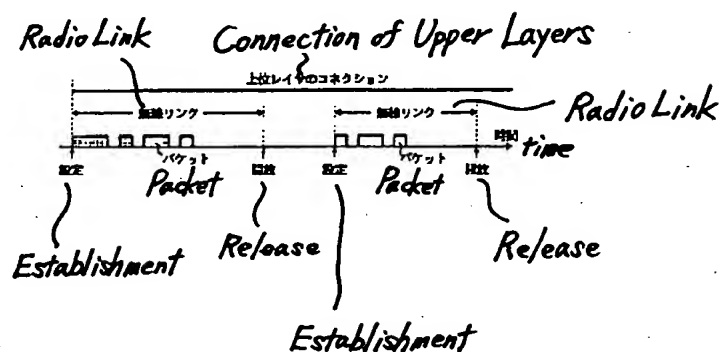 Radio Link
Connection of Upper Layers
上位レイヤのコネクション
無線リンク
無線リンク
Radio Link
時間
time
パケット
パケット
設定
Packet
開放
設定
Packet
開放
Establishment
Release
Release
Establishment